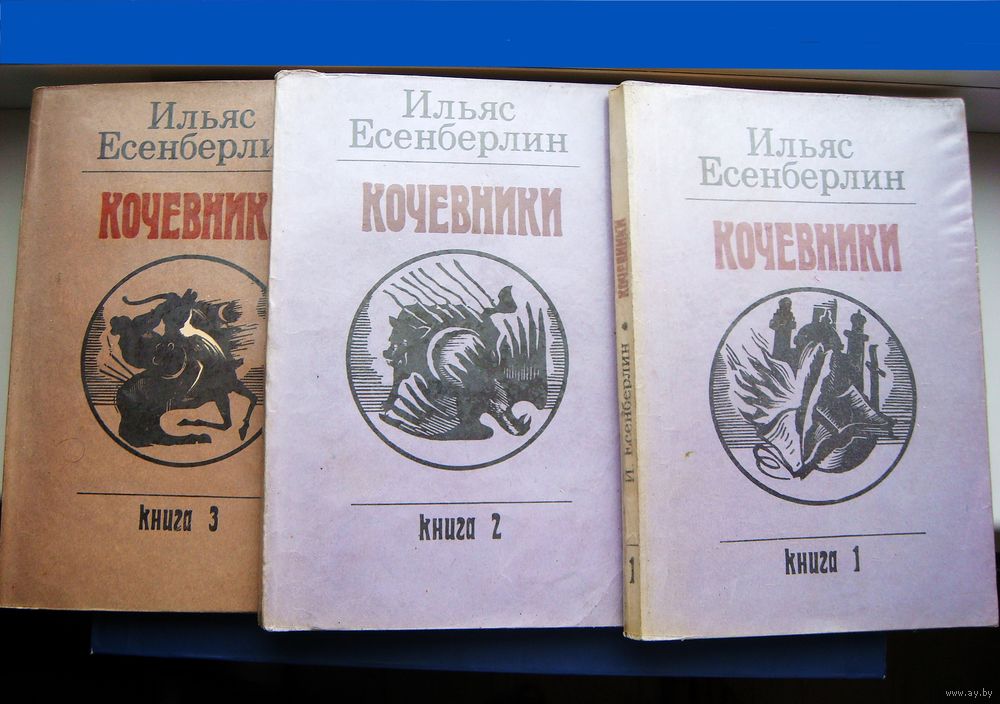 Ильяс
Есенберлин
КОЧЕВНИК
книга 3
Ильяс
Есенберлин
КОЧЕВНИКИ
книга 2
И. Есенберлин • КОЧЕВНИКИ
1
Ильяс
Есенберлин
КОЧЕВНИКИ
книга 1
www.ay.by